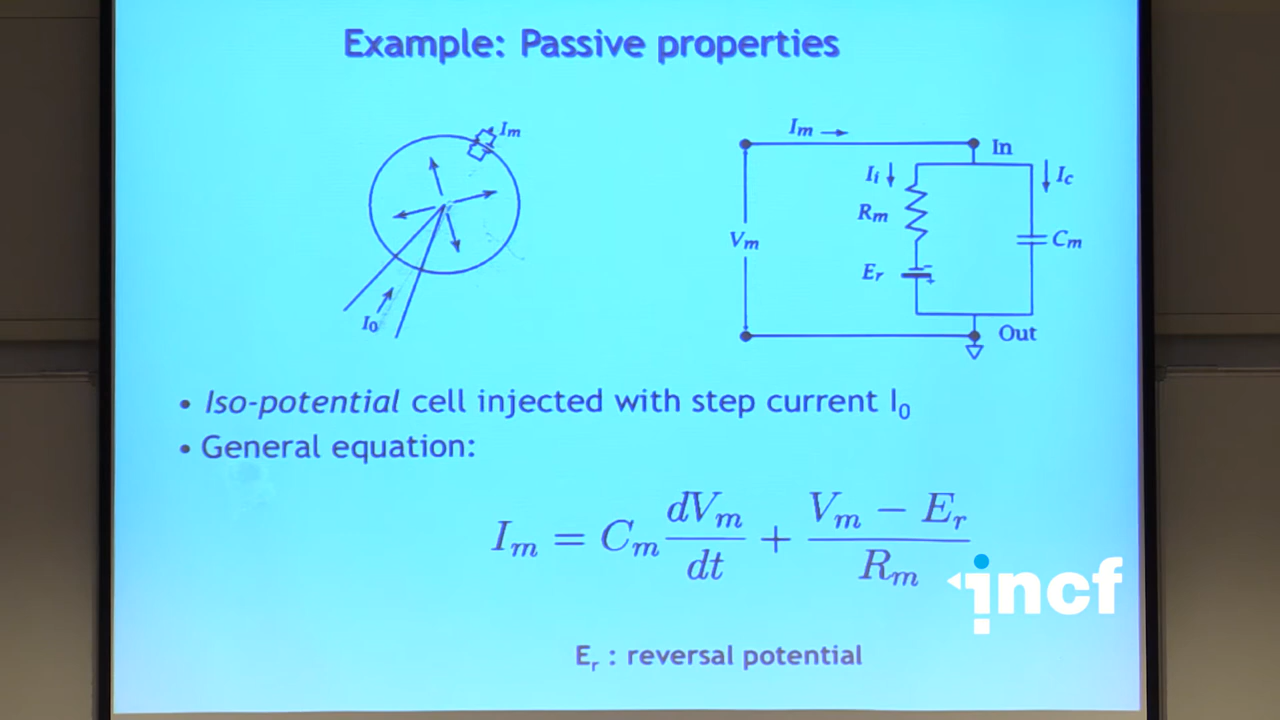 Example: Passive properties
Im
I0
Im
In
Ii
Ic
Rm
Vm
Cm
Er
Out
• Iso-potential cell injected with step current I0
• General equation:
Im = Cm dVm/dt + (Vm − Er)/Rm
incf
Er : reversal potential